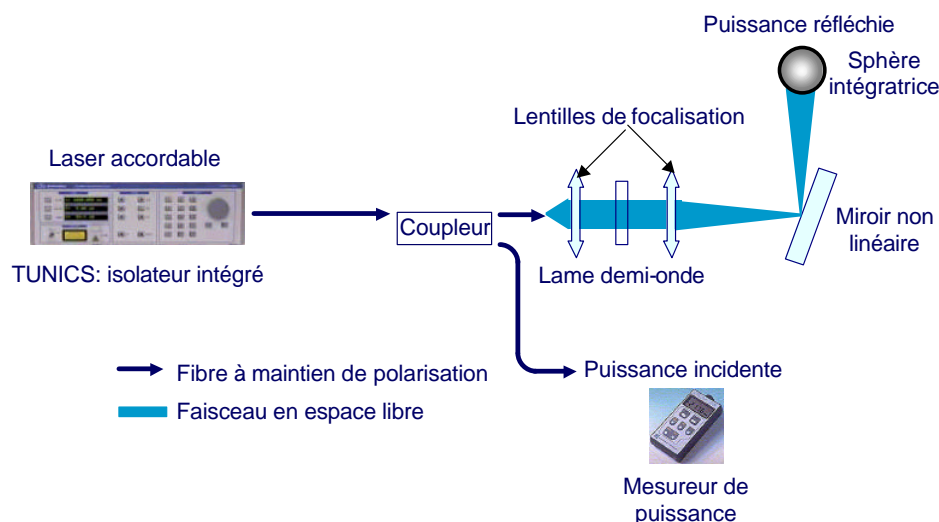 Puissance réfléchie
Sphère
intégratrice
Lentilles de focalisation
Laser accordable
Coupleur
Miroir non
linéaire
TUNICS: isolateur intégré
Lame demi-onde
Fibre à maintien de polarisation
Puissance incidente
Faisceau en espace libre
Mesureur de
puissance